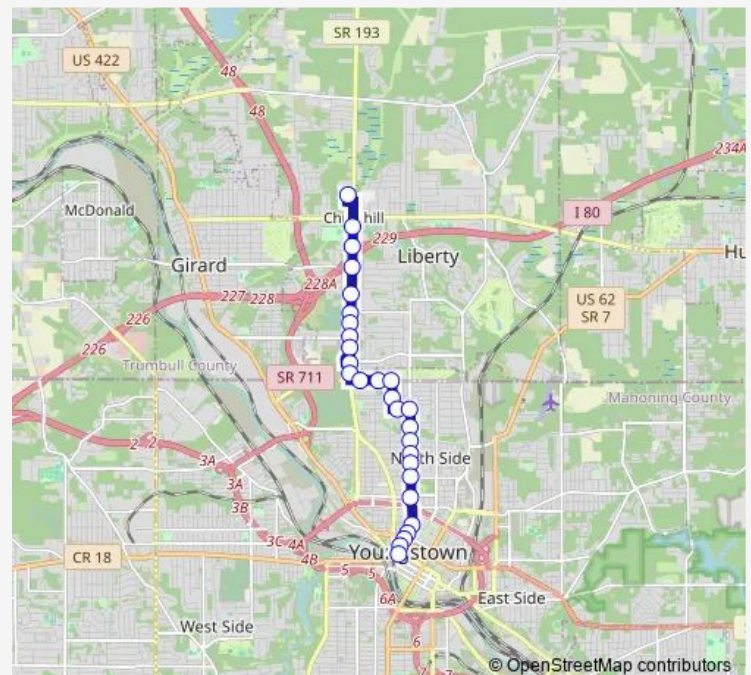 SR 193
US 422
48
48
234A
McDonald
I 80
229
Girard
Liberty
228A
227 228
US 62
SR 7
226
226
Trumbull County
SR 711
Mahoning County
2 2
3A
North Side
3A
3B
3C 4A
CR 18
4B
5 5
6A
East Side
West Side
6
7
© OpenStreetMap contributors